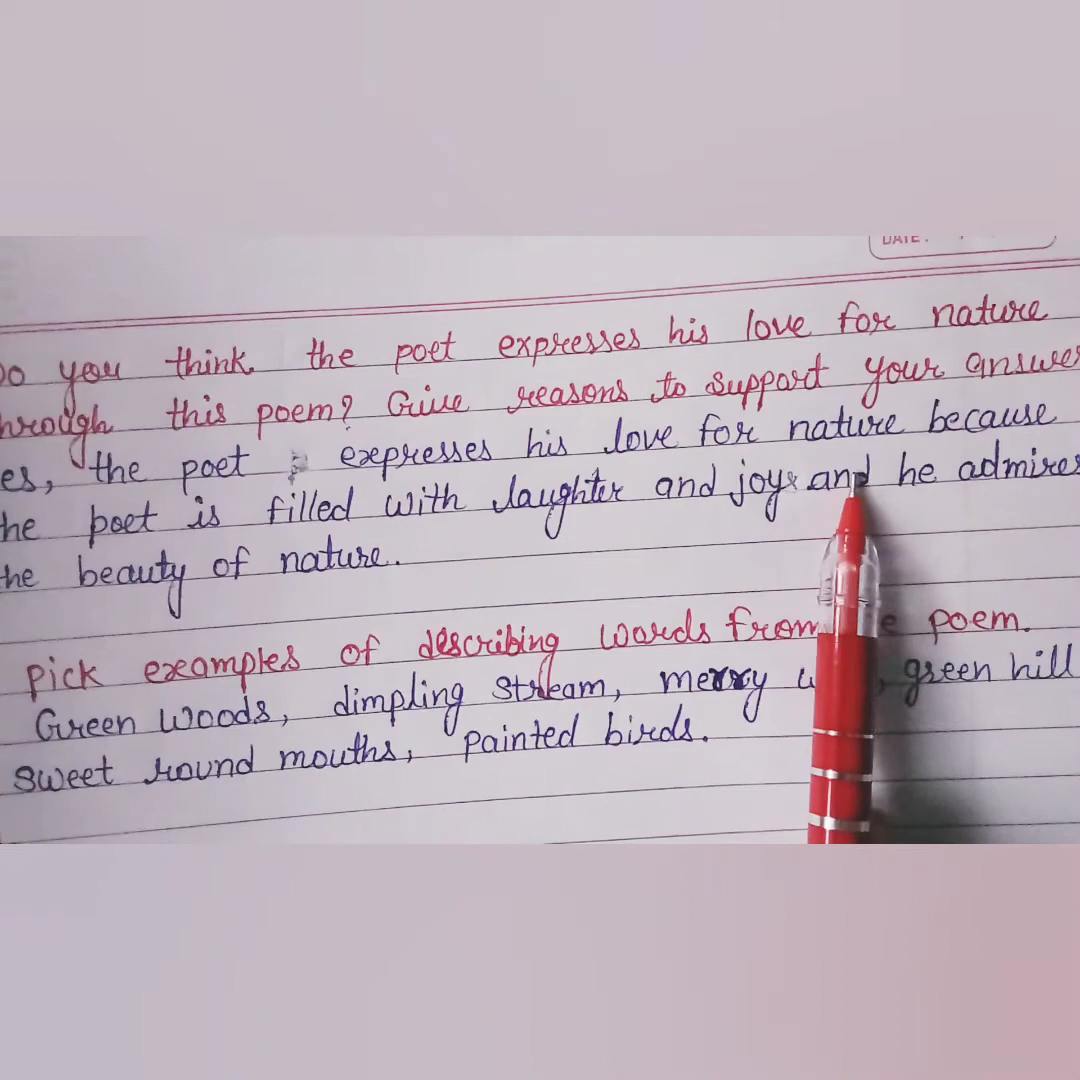 DATE:
Do you think the poet expresses his love for nature
through this poem? Give reasons to support your answer
es, the poet expresses his love for nature because
he poet is filled with laughter and joy and he admires
the beauty of nature.
Pick examples of describing words from e poem.
Green woods, dimpling stream, merry green hill
sweet round mouths, painted birds.